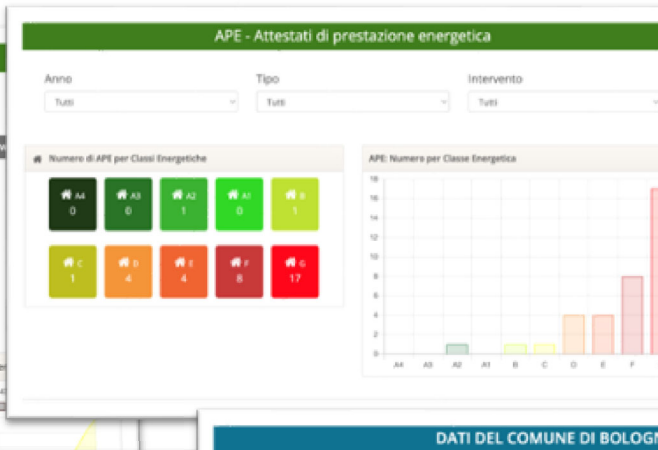 APE - Attestati di prestazione energetica
Anno Tipo Intervento
Tutti Tutti Tutti
Numero di APE per Classi Energetiche
A4 A3 A2 A1 B
0 0 1 0 1
C D E F G
1 4 4 8 17
APE: Numero per Classe Energetica
18
16
14
12
10
8
6
4
2
0
A4 A3 A2 A1 B C D E F
DATI DEL COMUNE DI BOLOGN